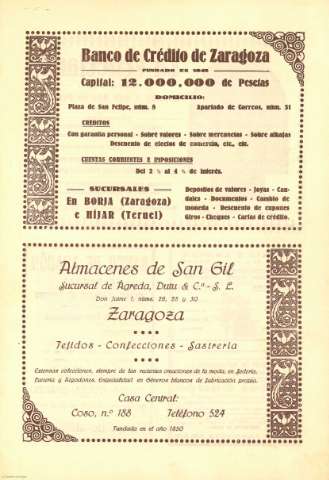 Banco de Crédito de Zaragoza
FUNDADO EN 1845
Capital: 12.000.000 de Pesetas
DOMICILIO:
Plaza de San Felipe, núm. 8 Apartado de Correos, núm. 31
CREDITOS
Con garantía personal - Sobre valores - Sobre mercancías - Sobre alhajas
Descuento de efectos de comercio, etc., etc.
CUENTAS CORRIENTES E IMPOSICIONES
Del 2 ½ al 4 % de interés.
SUCURSALES
En BORJA (Zaragoza)
e HIJAR (Teruel)
Depósitos de valores - Joyas - Cau-
dales - Documentos - Cambio de
moneda - Descuento de cupones
Giros - Cheques - Cartas de crédito.
Almacenes de San Gil
Sucursal de Agreda, Dutu & C.ª - S. L.
Don Jaime I, núms. 28 y 30
Zaragoza
Tejidos - Confecciones - Sastrería
Extensas colecciones, siempre de las recientes creaciones de la moda, en Sedería,
Lanería y Algodones. Especialidad en Géneros blancos de fabricación propia.
Casa Central:
Coso, n.º 188 Teléfono 524
Fundada en el año 1850